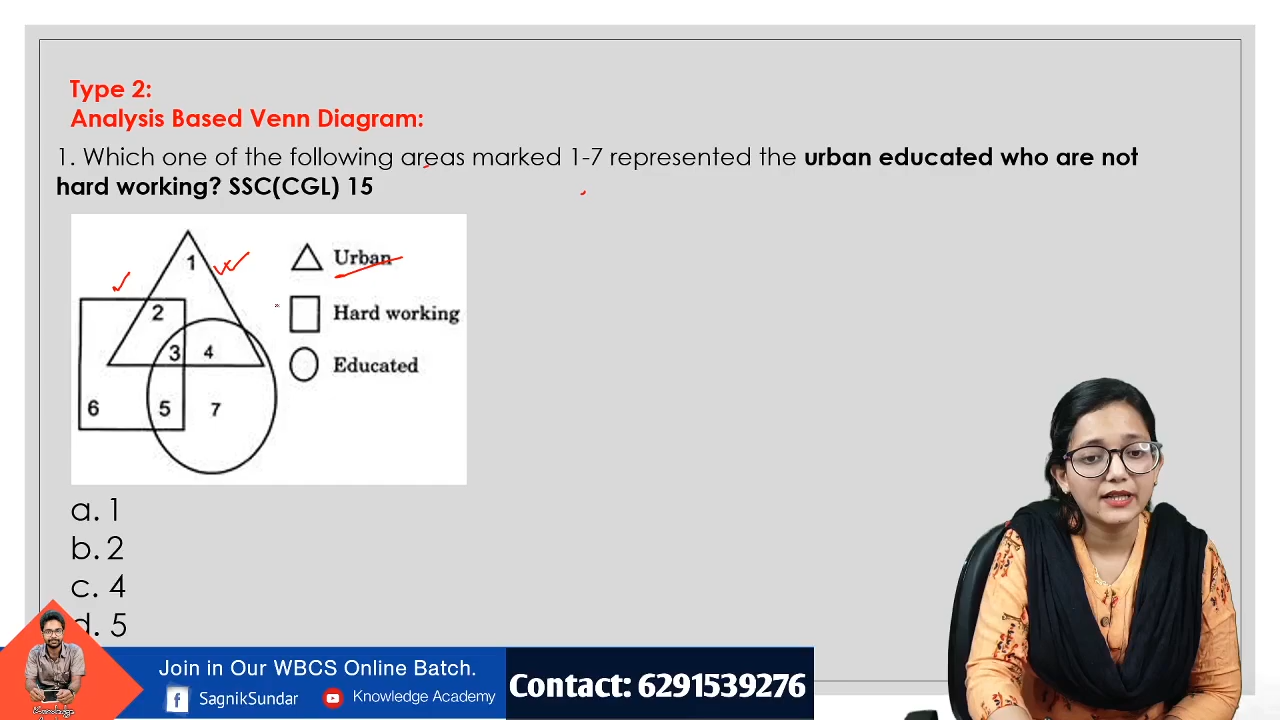 Type 2:
Analysis Based Venn Diagram:
1. Which one of the following areas marked 1-7 represented the urban educated who are not
hard working? SSC(CGL) 15
1
2
3
4
6
5
7
Urban
Hard working
Educated
a. 1
b. 2
c. 4
d. 5
Join in Our WBCS Online Batch.
SagnikSundar
Knowledge Academy
Contact: 6291539276